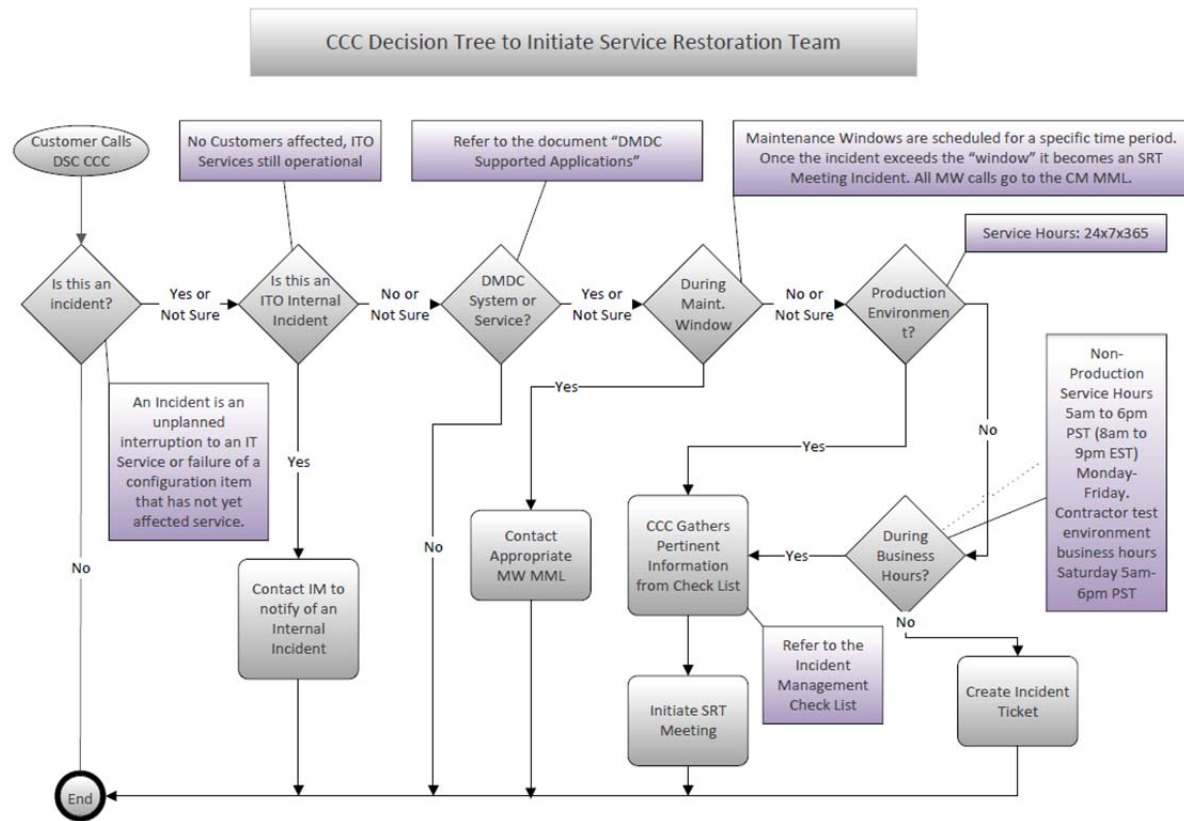 CCC Decision Tree to Initiate Service Restoration Team
Customer Calls
DSC CCC
No Customers affected, ITO
Services still operational
Refer to the document “DMDC
Supported Applications”
Maintenance Windows are scheduled for a specific time period.
Once the incident exceeds the “window” it becomes an SRT
Meeting Incident. All MW calls go to the CM MML.
Service Hours: 24x7x365
Is this an
incident?
Yes or
Not Sure
Is this an
ITO Internal
Incident
No or
Not Sure
DMDC
System or
Service?
Yes or
Not Sure
During
Maint.
Window
No or
Not Sure
Production
Environmen
t?
An Incident is an
unplanned
interruption to an IT
Service or failure of a
configuration item
that has not yet
affected service.
No
Yes
Contact IM to
notify of an
Internal
Incident
No
Yes
Contact
Appropriate
MW MML
Yes
CCC Gathers
Pertinent
Information
from Check List
No
Non-
Production
Service Hours
5am to 6pm
PST (8am to
9pm EST)
Monday-
Friday.
Contractor test
environment
business hours
Saturday 5am-
6pm PST
Yes
During
Business
Hours?
No
Refer to the
Incident
Management
Check List
Initiate SRT
Meeting
Create Incident
Ticket
End